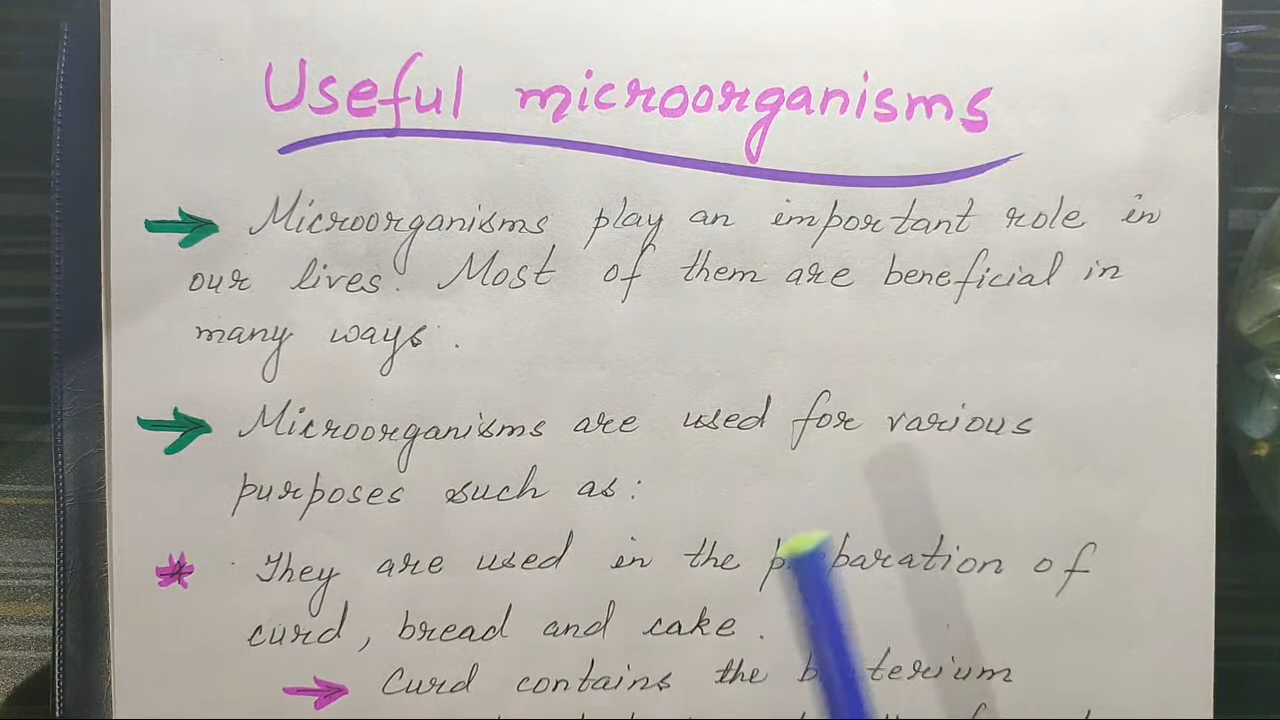 Useful microorganisms
Microorganisms play an important role in
our lives. Most of them are beneficial in
many ways.
Microorganisms are used for various
purposes such as:
They are used in the preparation of
curd, bread and cake.
Curd contains the bacterium